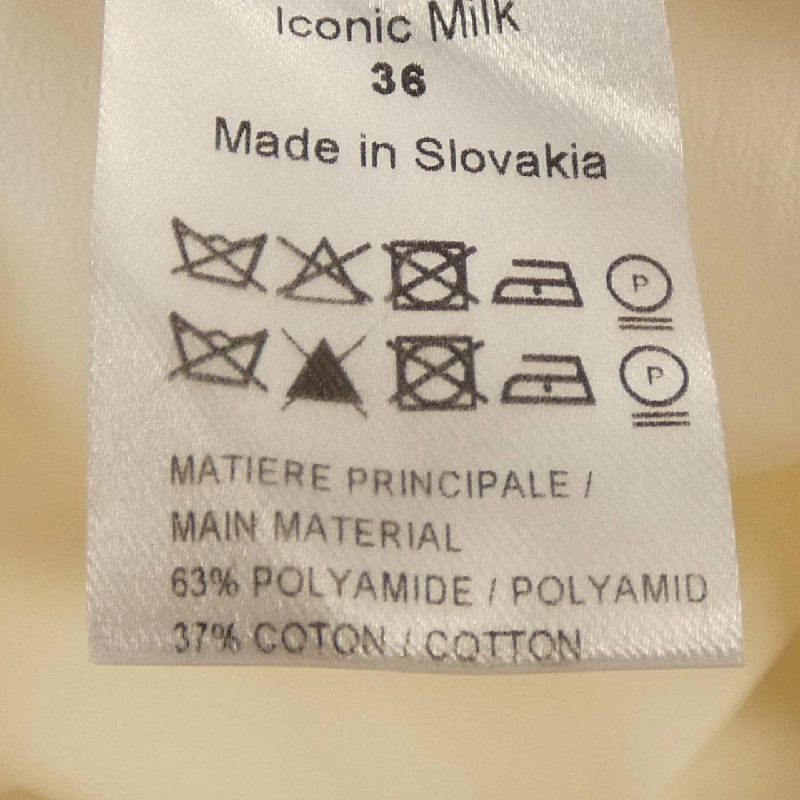 Iconic Milk
36
Made in Slovakia
P
P
MATIERE PRINCIPALE /
MAIN MATERIAL
63% POLYAMIDE / POLYAMID
37% COTON / COTTON